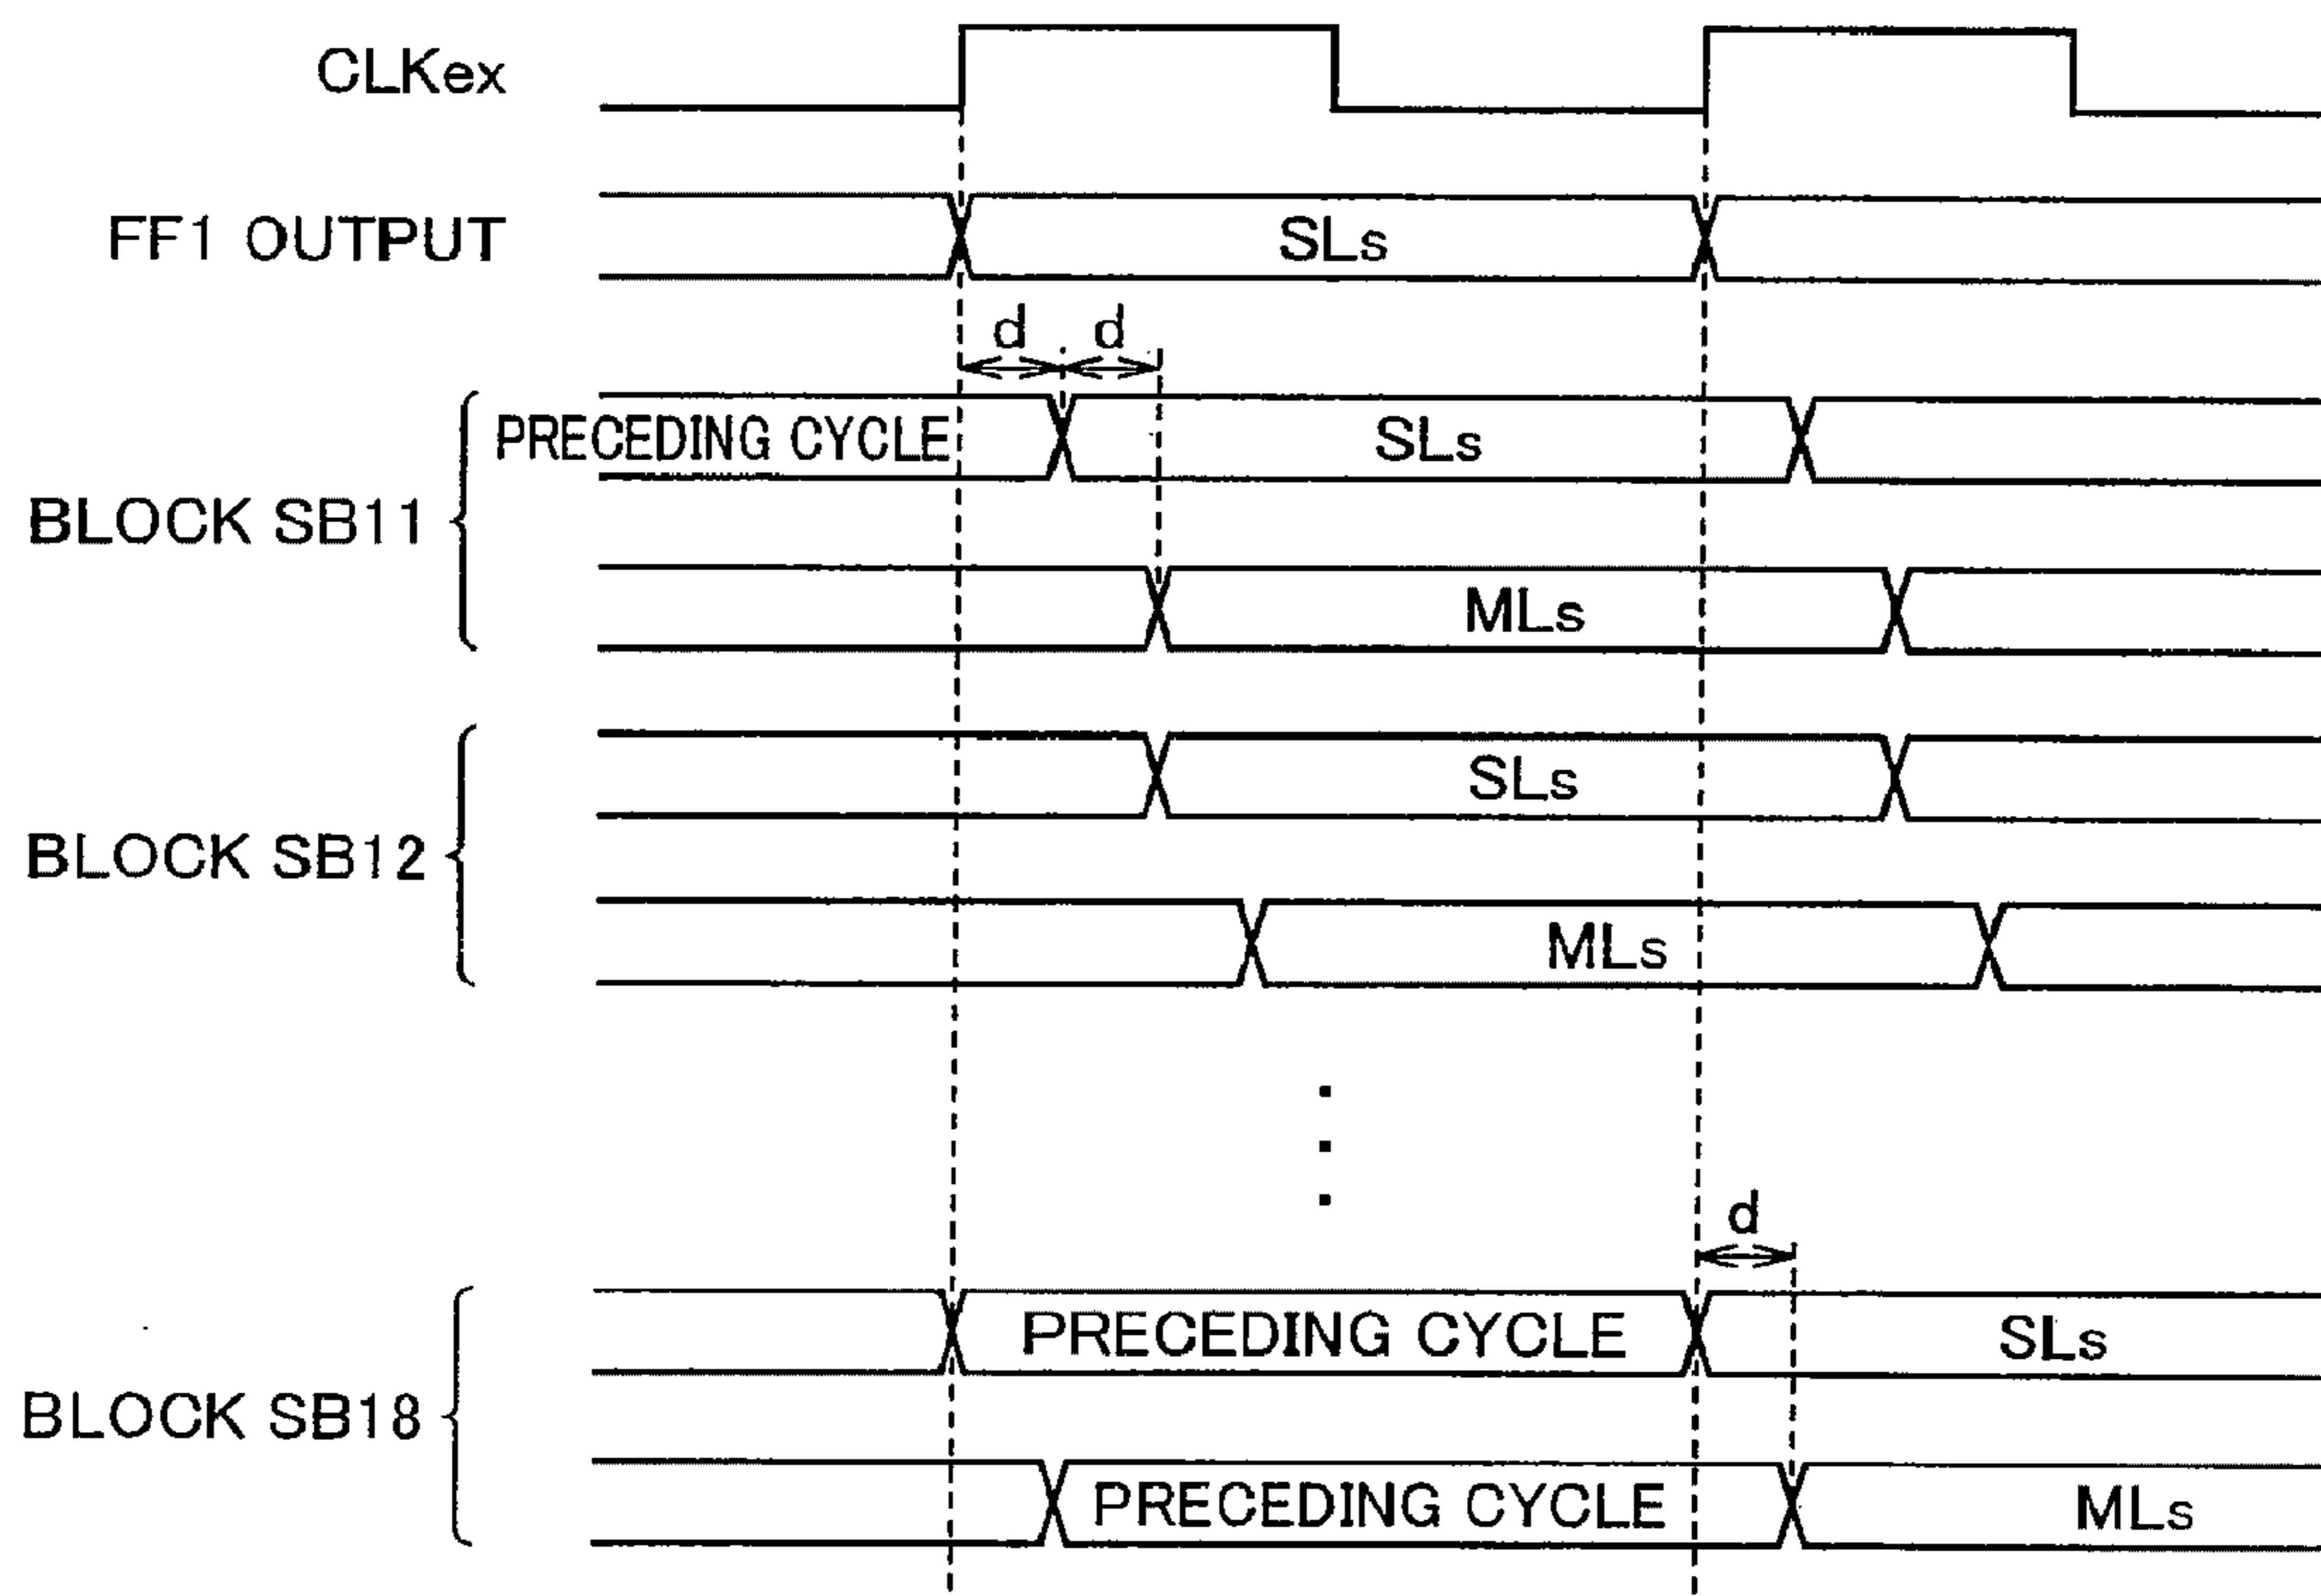 CLKex
FF1 OUTPUT
SLs
d
d
PRECEDING CYCLE
SLs
BLOCK SB11
MLs
SLs
BLOCK SB12
MLs
d
PRECEDING CYCLE
SLs
BLOCK SB18
PRECEDING CYCLE
MLs